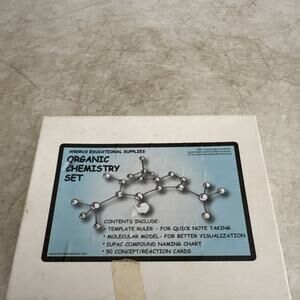 ANDRUS EDUCATIONAL SUPPLIES
ORGANIC
CHEMISTRY
SET
CONTENTS INCLUDE:
* TEMPLATE RULER - FOR QUICK NOTE TAKING
* MOLECULAR MODEL- FOR BETTER VISUALIZATION
* IUPAC COMPOUND NAMING CHART
* 50 CONCEPT/REACTION CARDS